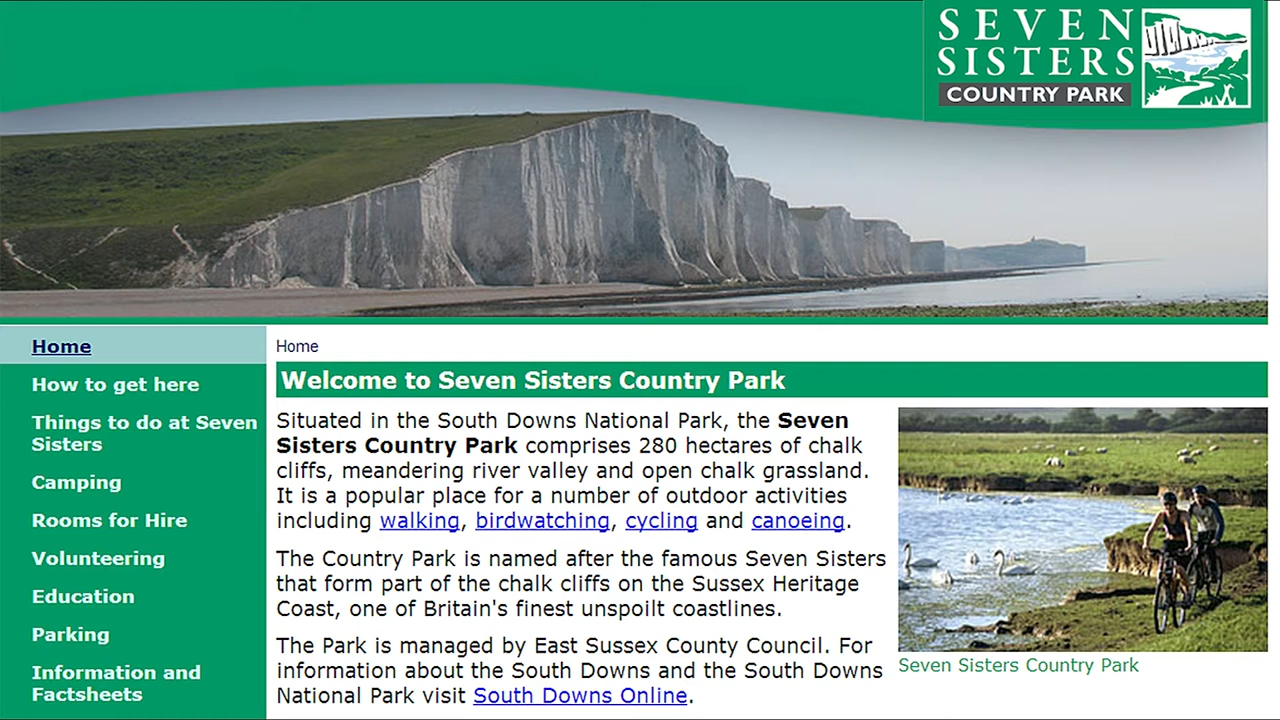 SEVEN
SISTERS
COUNTRY PARK
Home
How to get here
Things to do at Seven
Sisters
Camping
Rooms for Hire
Volunteering
Education
Parking
Information and
Factsheets
Home
Welcome to Seven Sisters Country Park
Situated in the South Downs National Park, the Seven
Sisters Country Park comprises 280 hectares of chalk
cliffs, meandering river valley and open chalk grassland.
It is a popular place for a number of outdoor activities
including walking, birdwatching, cycling and canoeing.
The Country Park is named after the famous Seven Sisters
that form part of the chalk cliffs on the Sussex Heritage
Coast, one of Britain's finest unspoilt coastlines.
The Park is managed by East Sussex County Council. For
information about the South Downs and the South Downs
National Park visit South Downs Online.
Seven Sisters Country Park